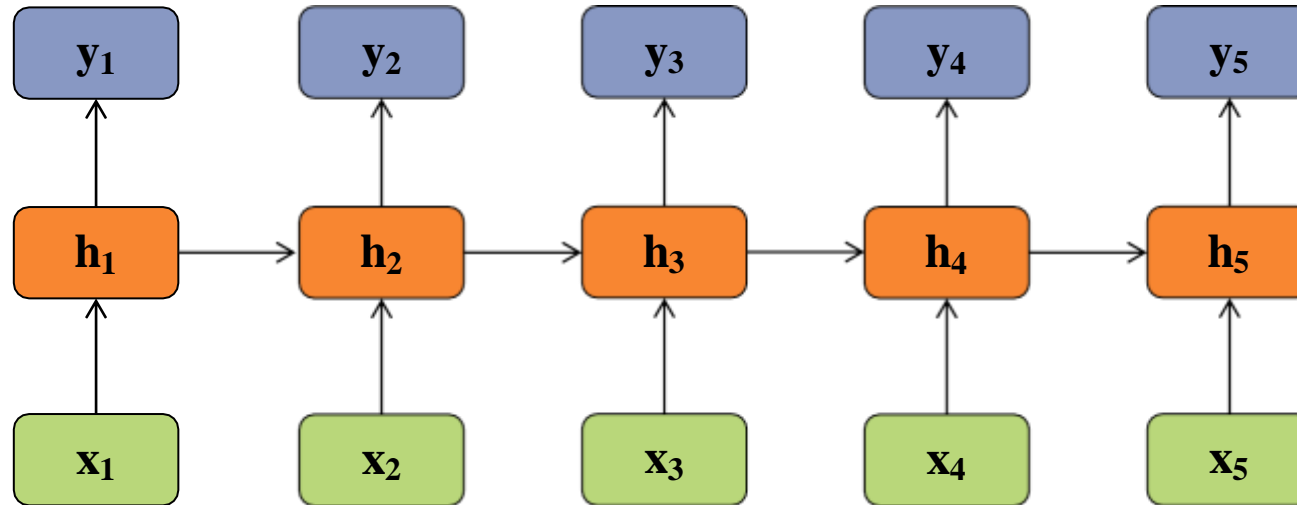 y₁ y₂ y₃ y₄ y₅
h₁ h₂ h₃ h₄ h₅
x₁ x₂ x₃ x₄ x₅